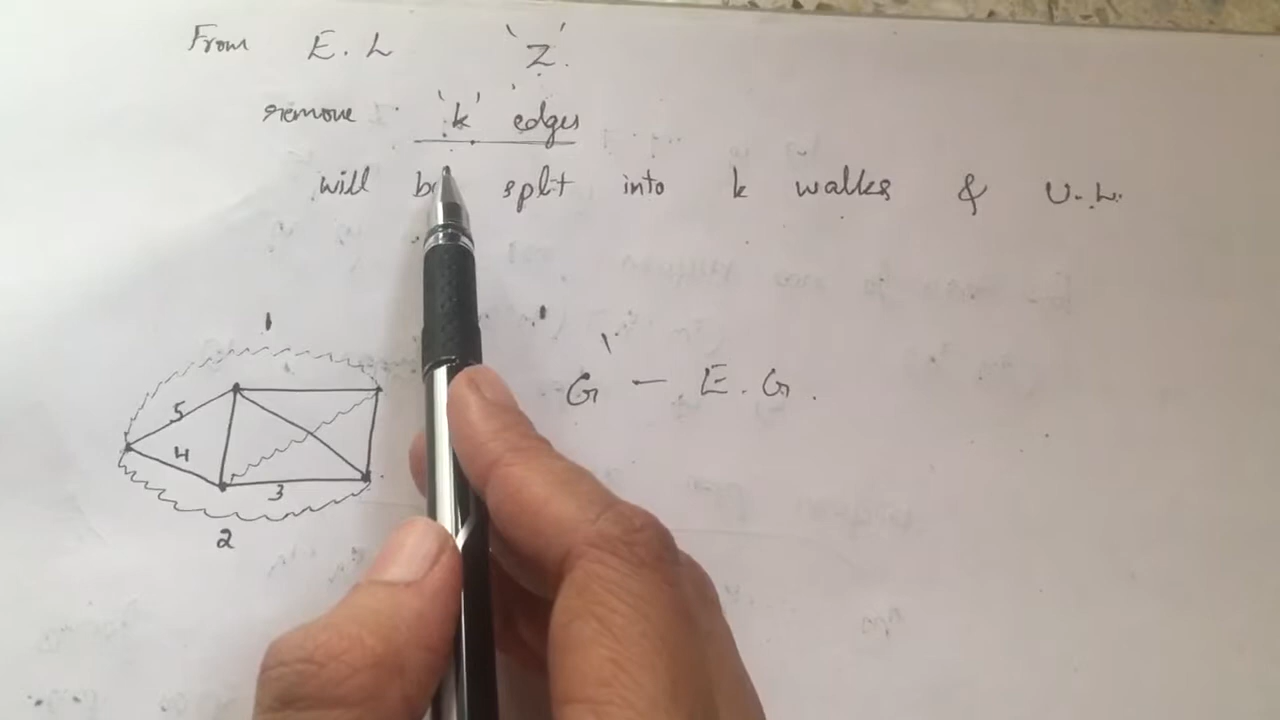 From E. L 'Z'.
remove 'k' edges
will be split into k walks & U. L.
1
G' — E. G.
5
4
3
2